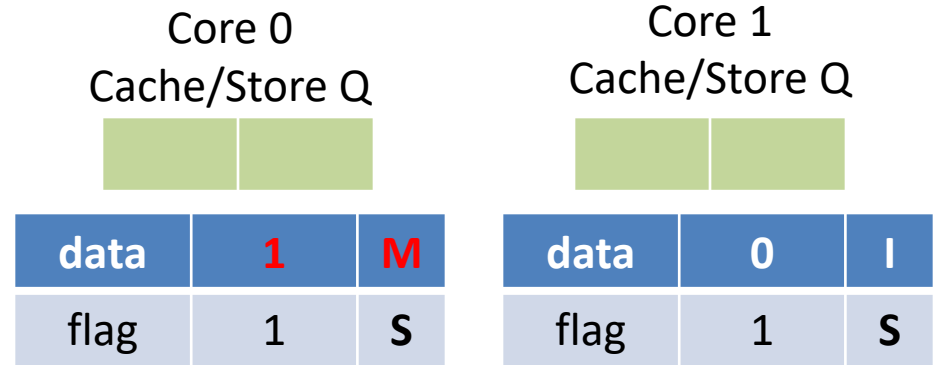 Core 0
Cache/Store Q
data 1 M
flag 1 S
Core 1
Cache/Store Q
data 0 I
flag 1 S